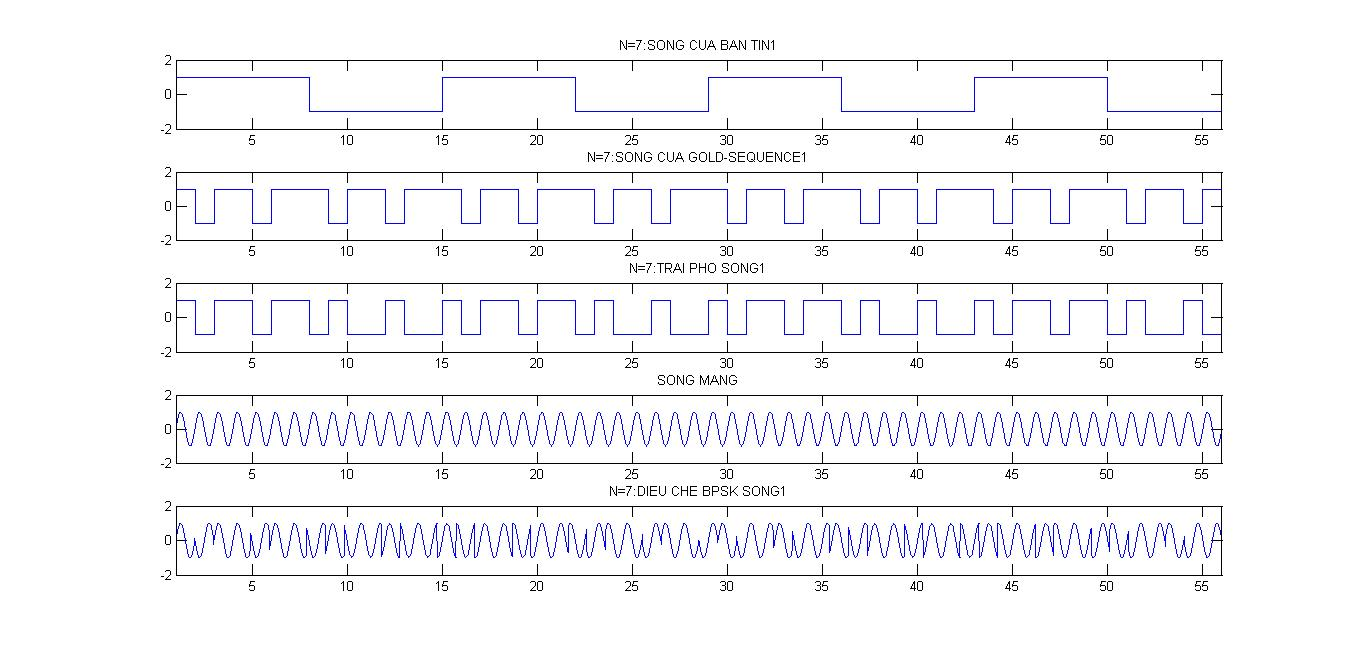 N=7:SONG CUA BAN TIN1
2
0
-2
5 10 15 20 25 30 35 40 45 50 55
N=7:SONG CUA GOLD-SEQUENCE1
2
0
-2
5 10 15 20 25 30 35 40 45 50 55
N=7:TRAI PHO SONG1
2
0
-2
5 10 15 20 25 30 35 40 45 50 55
SONG MANG
2
0
-2
5 10 15 20 25 30 35 40 45 50 55
N=7:DIEU CHE BPSK SONG1
2
0
-2
5 10 15 20 25 30 35 40 45 50 55